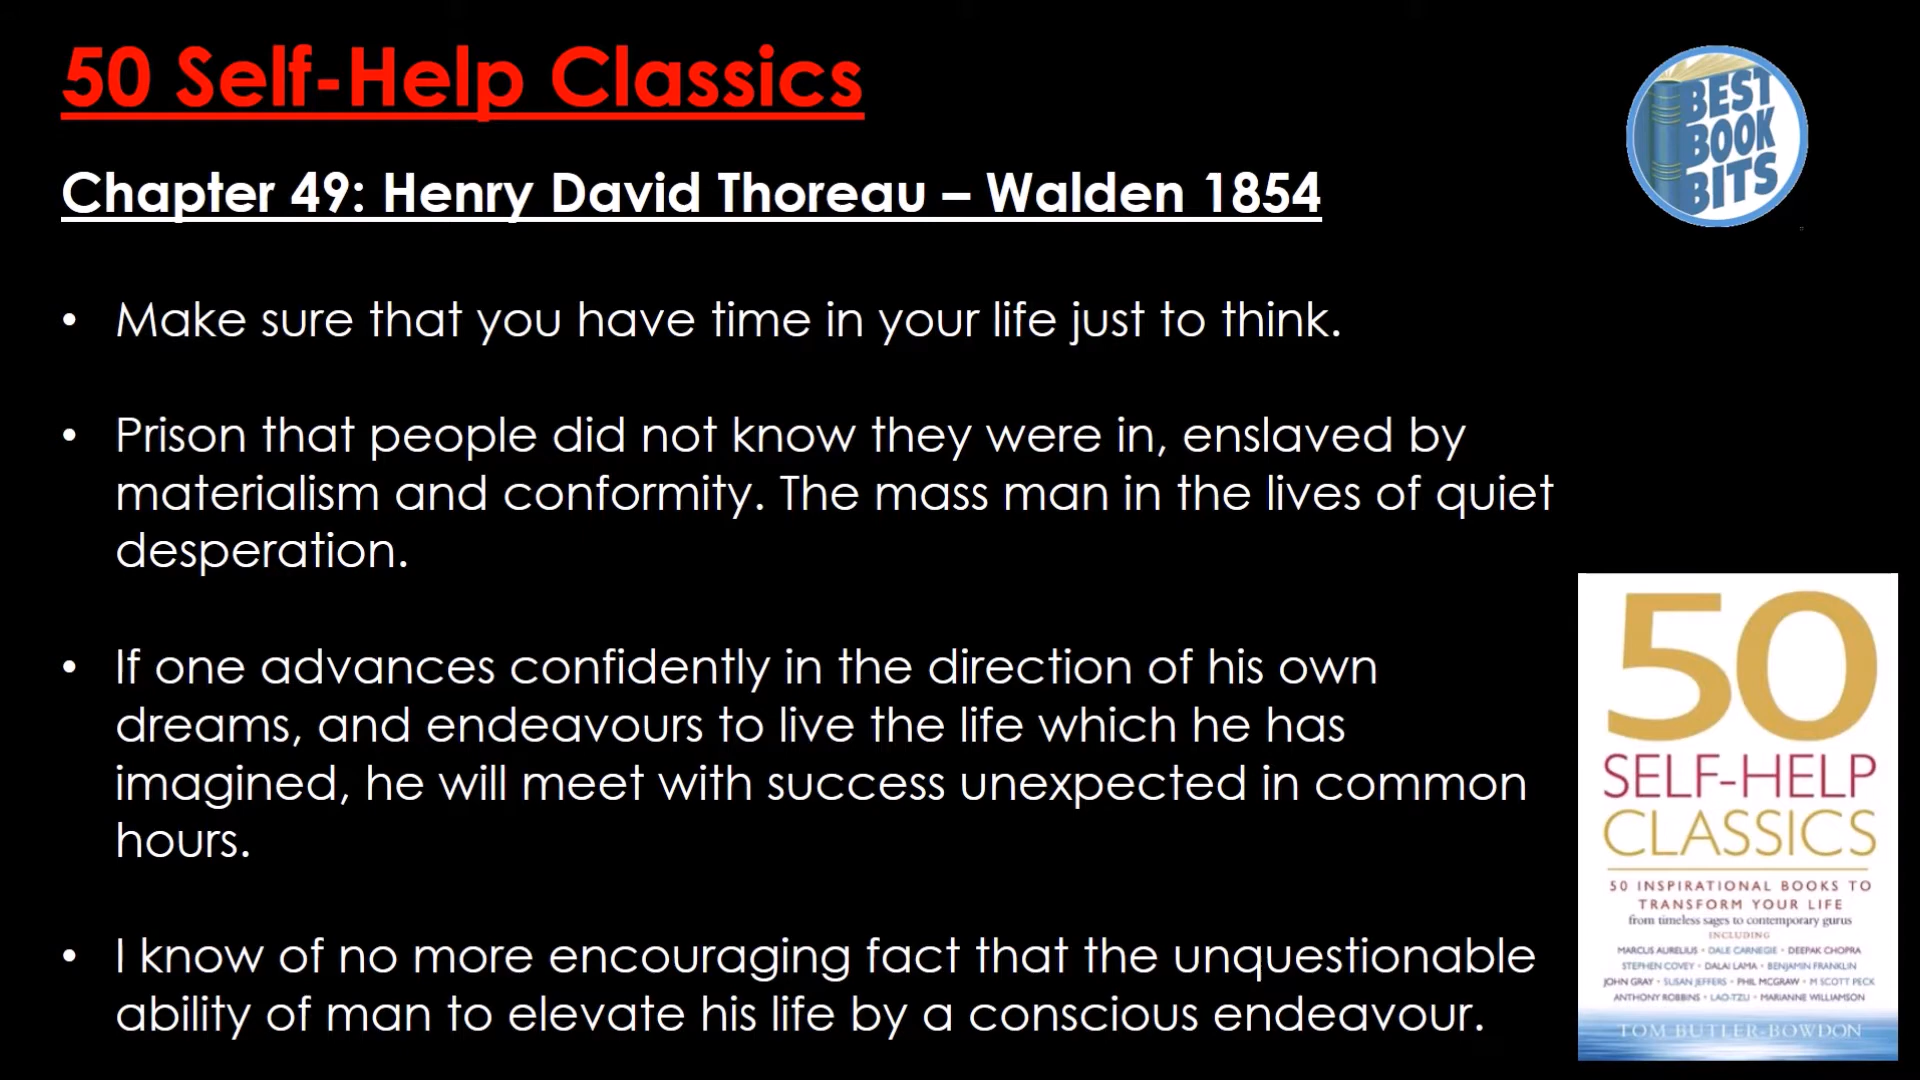 50 Self-Help Classics
BEST
BOOK
BITS
Chapter 49: Henry David Thoreau – Walden 1854
• Make sure that you have time in your life just to think.
• Prison that people did not know they were in, enslaved by
materialism and conformity. The mass man in the lives of quiet
desperation.
• If one advances confidently in the direction of his own
dreams, and endeavours to live the life which he has
imagined, he will meet with success unexpected in common
hours.
• I know of no more encouraging fact that the unquestionable
ability of man to elevate his life by a conscious endeavour.
50
SELF-HELP
CLASSICS
50 INSPIRATIONAL BOOKS TO
TRANSFORM YOUR LIFE
from timeless sages to contemporary gurus
INCLUDING
MARCUS AURELIUS • DALE CARNEGIE • DEEPAK CHOPRA
STEPHEN COVEY • DALAI LAMA • BENJAMIN FRANKLIN
JOHN GRAY • SUSAN JEFFERS • PHIL MCGRAW • M SCOTT PECK
ANTHONY ROBBINS • LAO-TZU • MARIANNE WILLIAMSON
TOM BUTLER-BOWDON